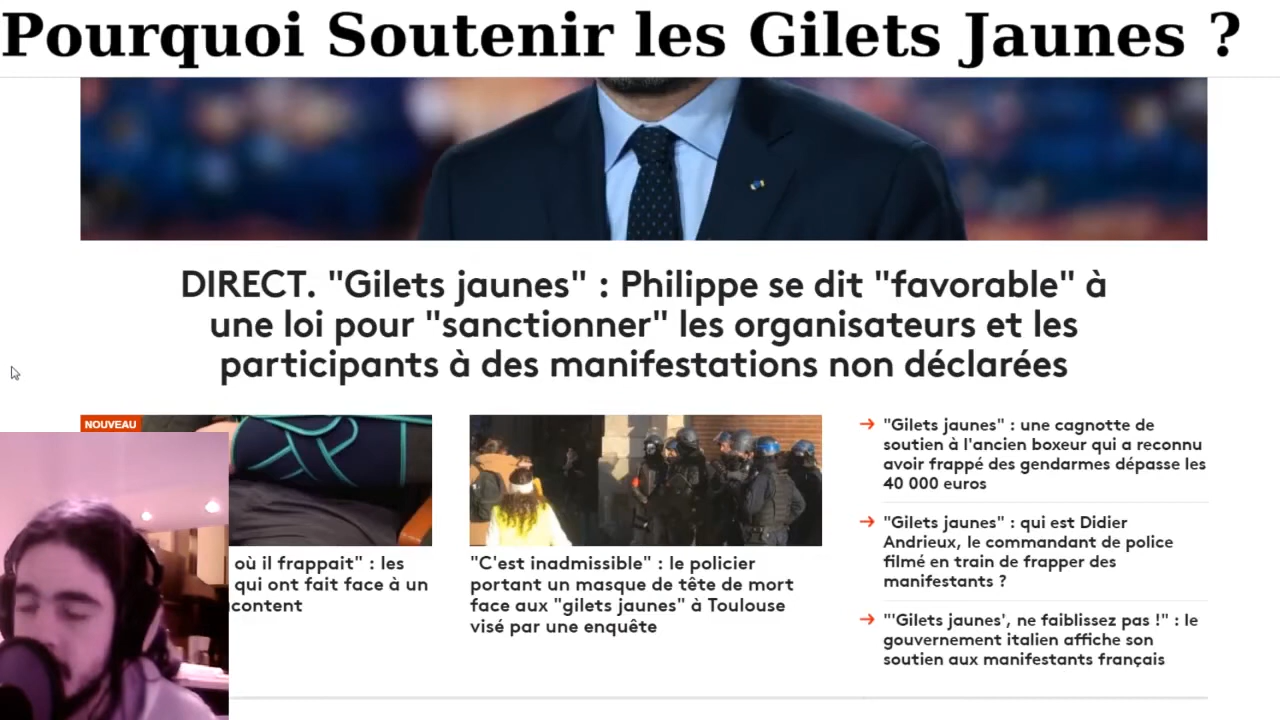 Pourquoi Soutenir les Gilets Jaunes ?
DIRECT. "Gilets jaunes" : Philippe se dit "favorable" à
une loi pour "sanctionner" les organisateurs et les
participants à des manifestations non déclarées
NOUVEAU
où il frappait" : les
qui ont fait face à un
content
"C'est inadmissible" : le policier
portant un masque de tête de mort
face aux "gilets jaunes" à Toulouse
visé par une enquête
"Gilets jaunes" : une cagnotte de
soutien à l'ancien boxeur qui a reconnu
avoir frappé des gendarmes dépasse les
40 000 euros
"Gilets jaunes" : qui est Didier
Andrieux, le commandant de police
filmé en train de frapper des
manifestants ?
"'Gilets jaunes', ne faiblissez pas !" : le
gouvernement italien affiche son
soutien aux manifestants français